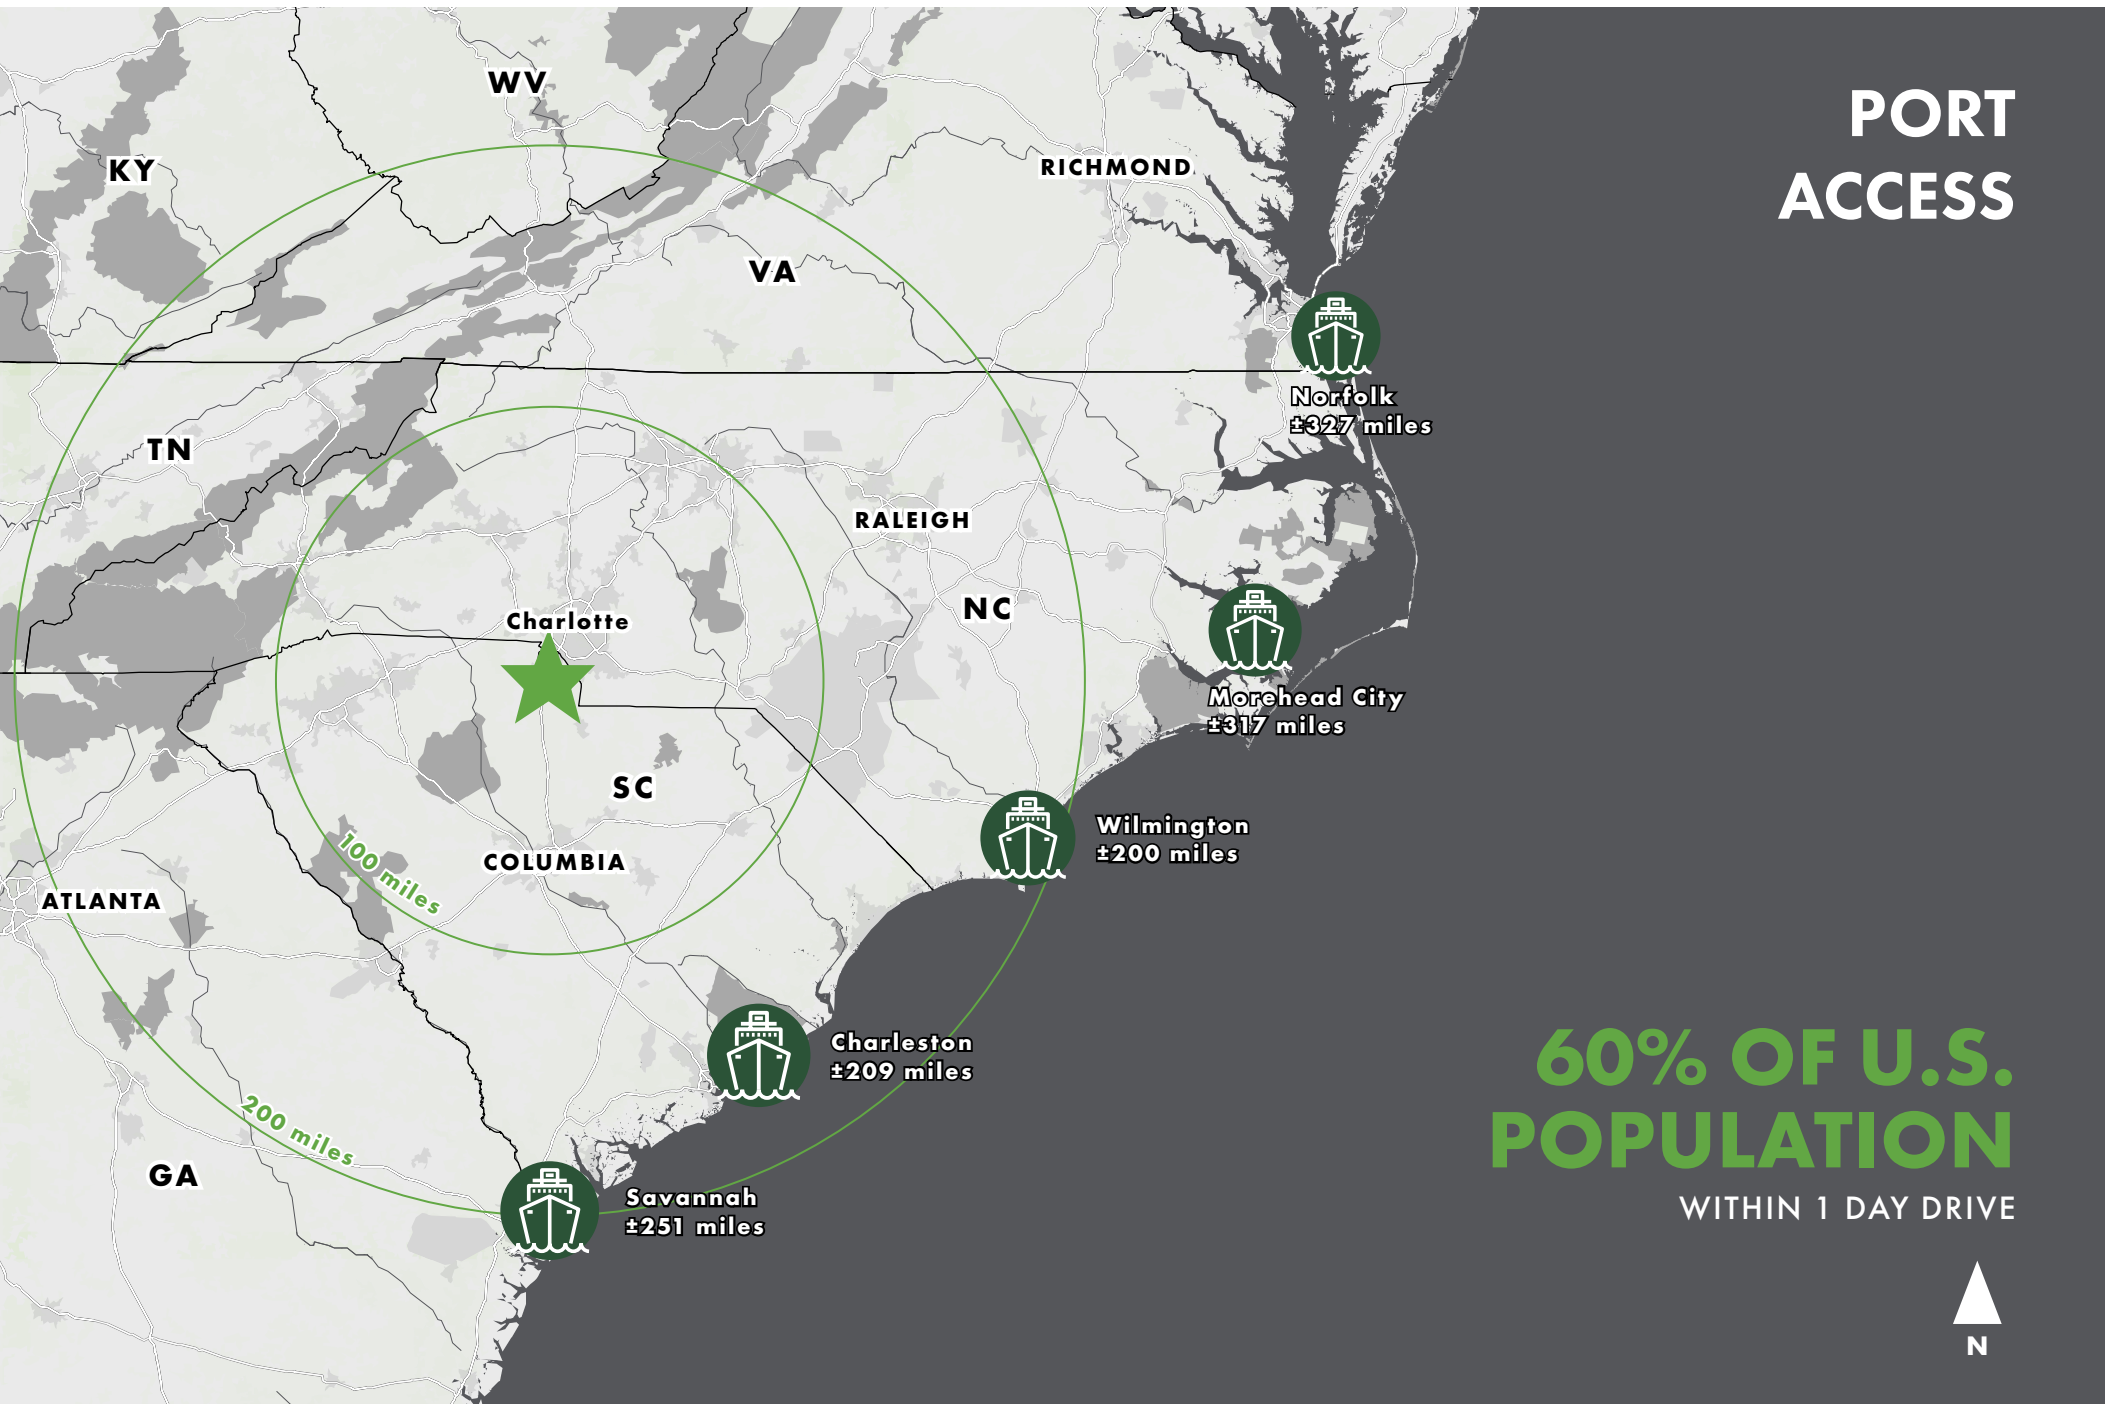 PORT
ACCESS
WV
KY
RICHMOND
VA
Norfolk
±327 miles
TN
RALEIGH
NC
Charlotte
Morehead City
±317 miles
SC
Wilmington
±200 miles
100 miles
COLUMBIA
ATLANTA
Charleston
±209 miles
200 miles
GA
Savannah
±251 miles
60% OF U.S.
POPULATION
WITHIN 1 DAY DRIVE
N